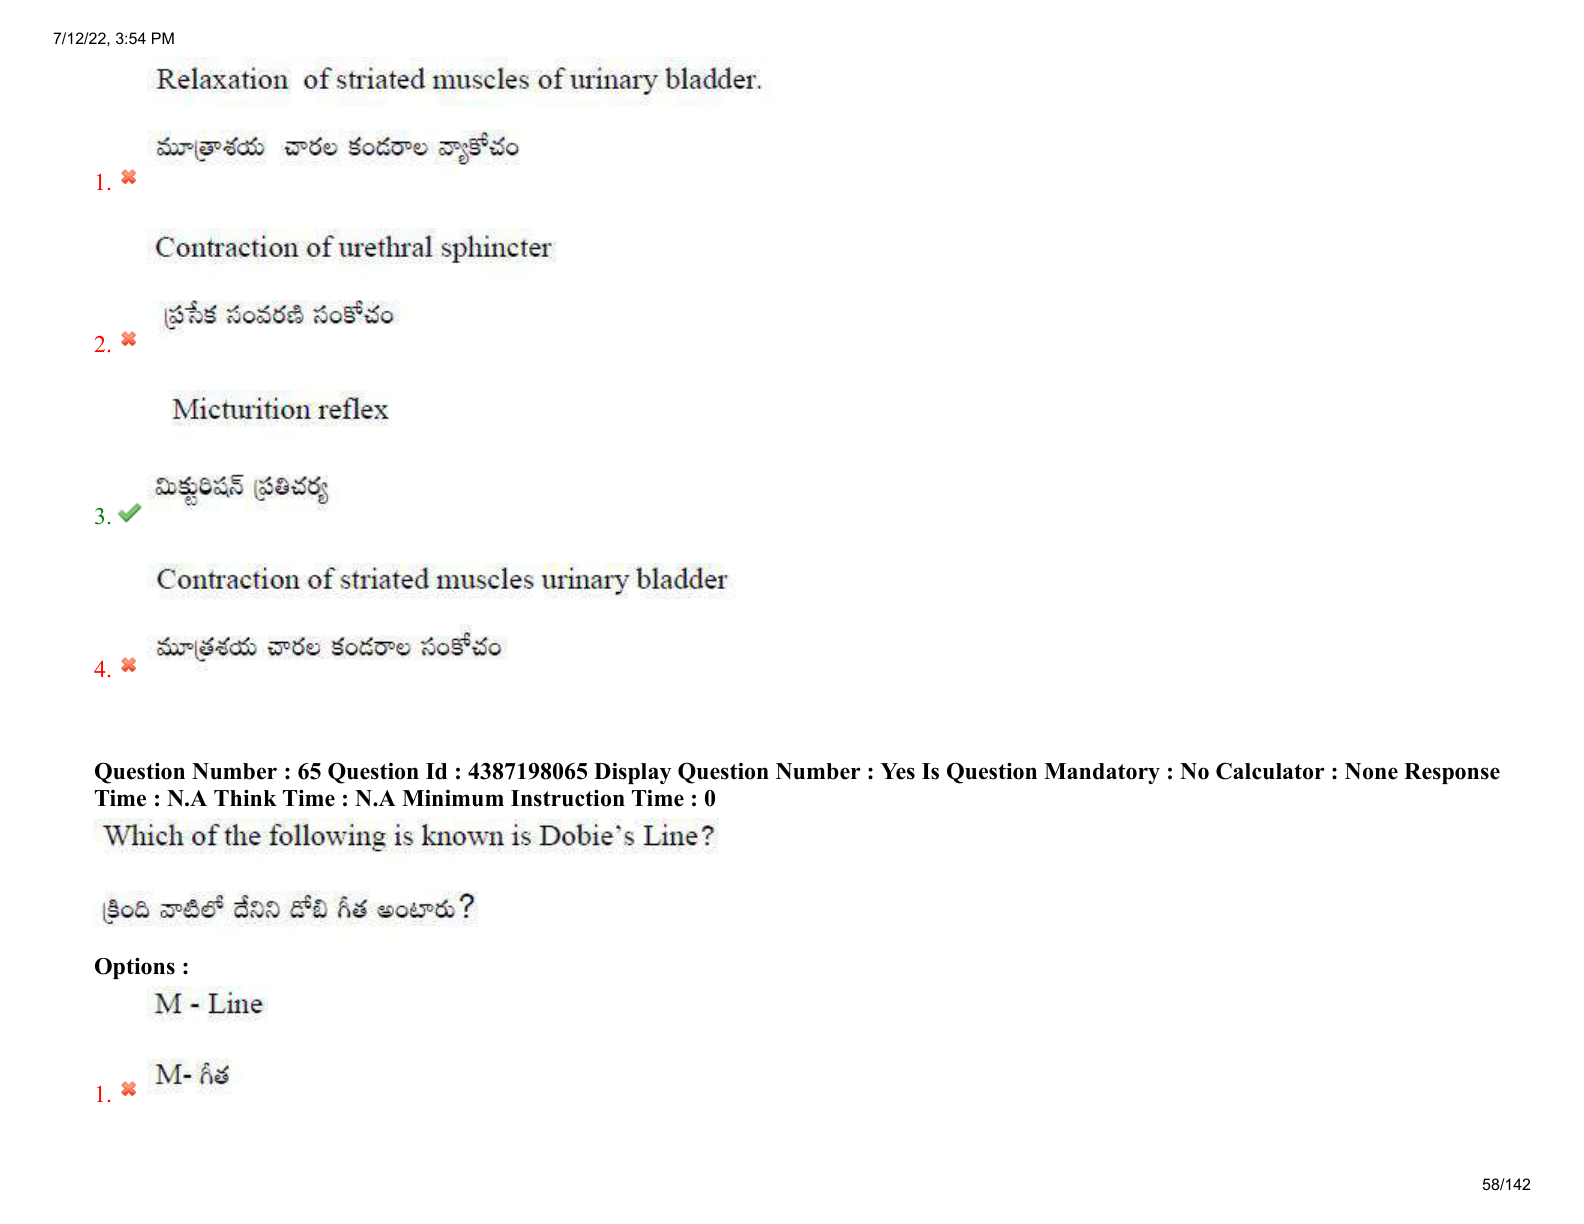 7/12/22, 3:54 PM
Relaxation of striated muscles of urinary bladder.
మూత్రాశయ చారల కండరాల వ్యాకోచం
1.
Contraction of urethral sphincter
ప్రసేక సంవరణి సంకోచం
2.
Micturition reflex
మిక్టురిషన్ ప్రతిచర్య
3.
Contraction of striated muscles urinary bladder
మూత్రశయ చారల కండరాల సంకోచం
4.
Question Number : 65 Question Id : 4387198065 Display Question Number : Yes Is Question Mandatory : No Calculator : None Response
Time : N.A Think Time : N.A Minimum Instruction Time : 0
Which of the following is known is Dobie's Line?
క్రింది వాటిలో దేనిని డోబి గీత అంటారు?
Options :
M - Line
M- గీత
1.
58/142